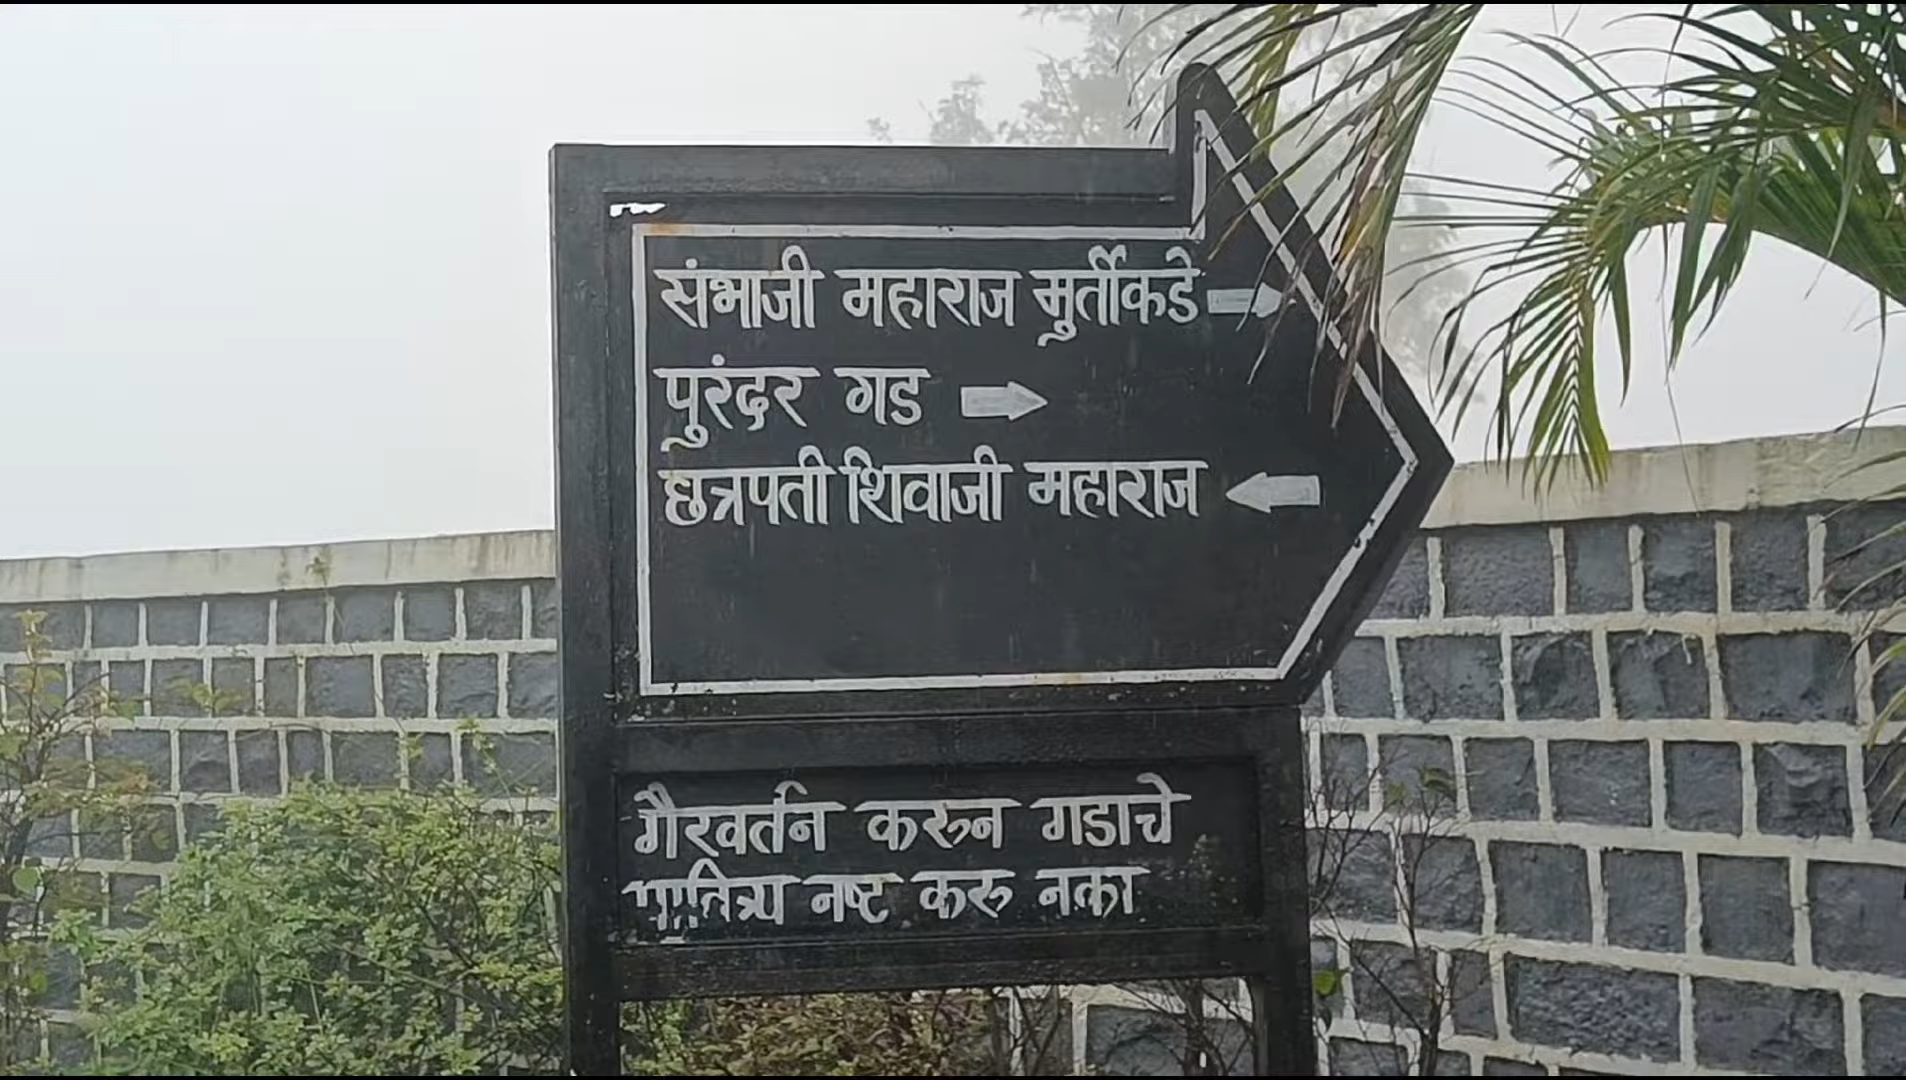 संभाजी महाराज मुर्तीकडे
पुरंदर गड
छत्रपती शिवाजी महाराज
गैरवर्तन करून गडाचे
पावित्र्य नष्ट करू नका